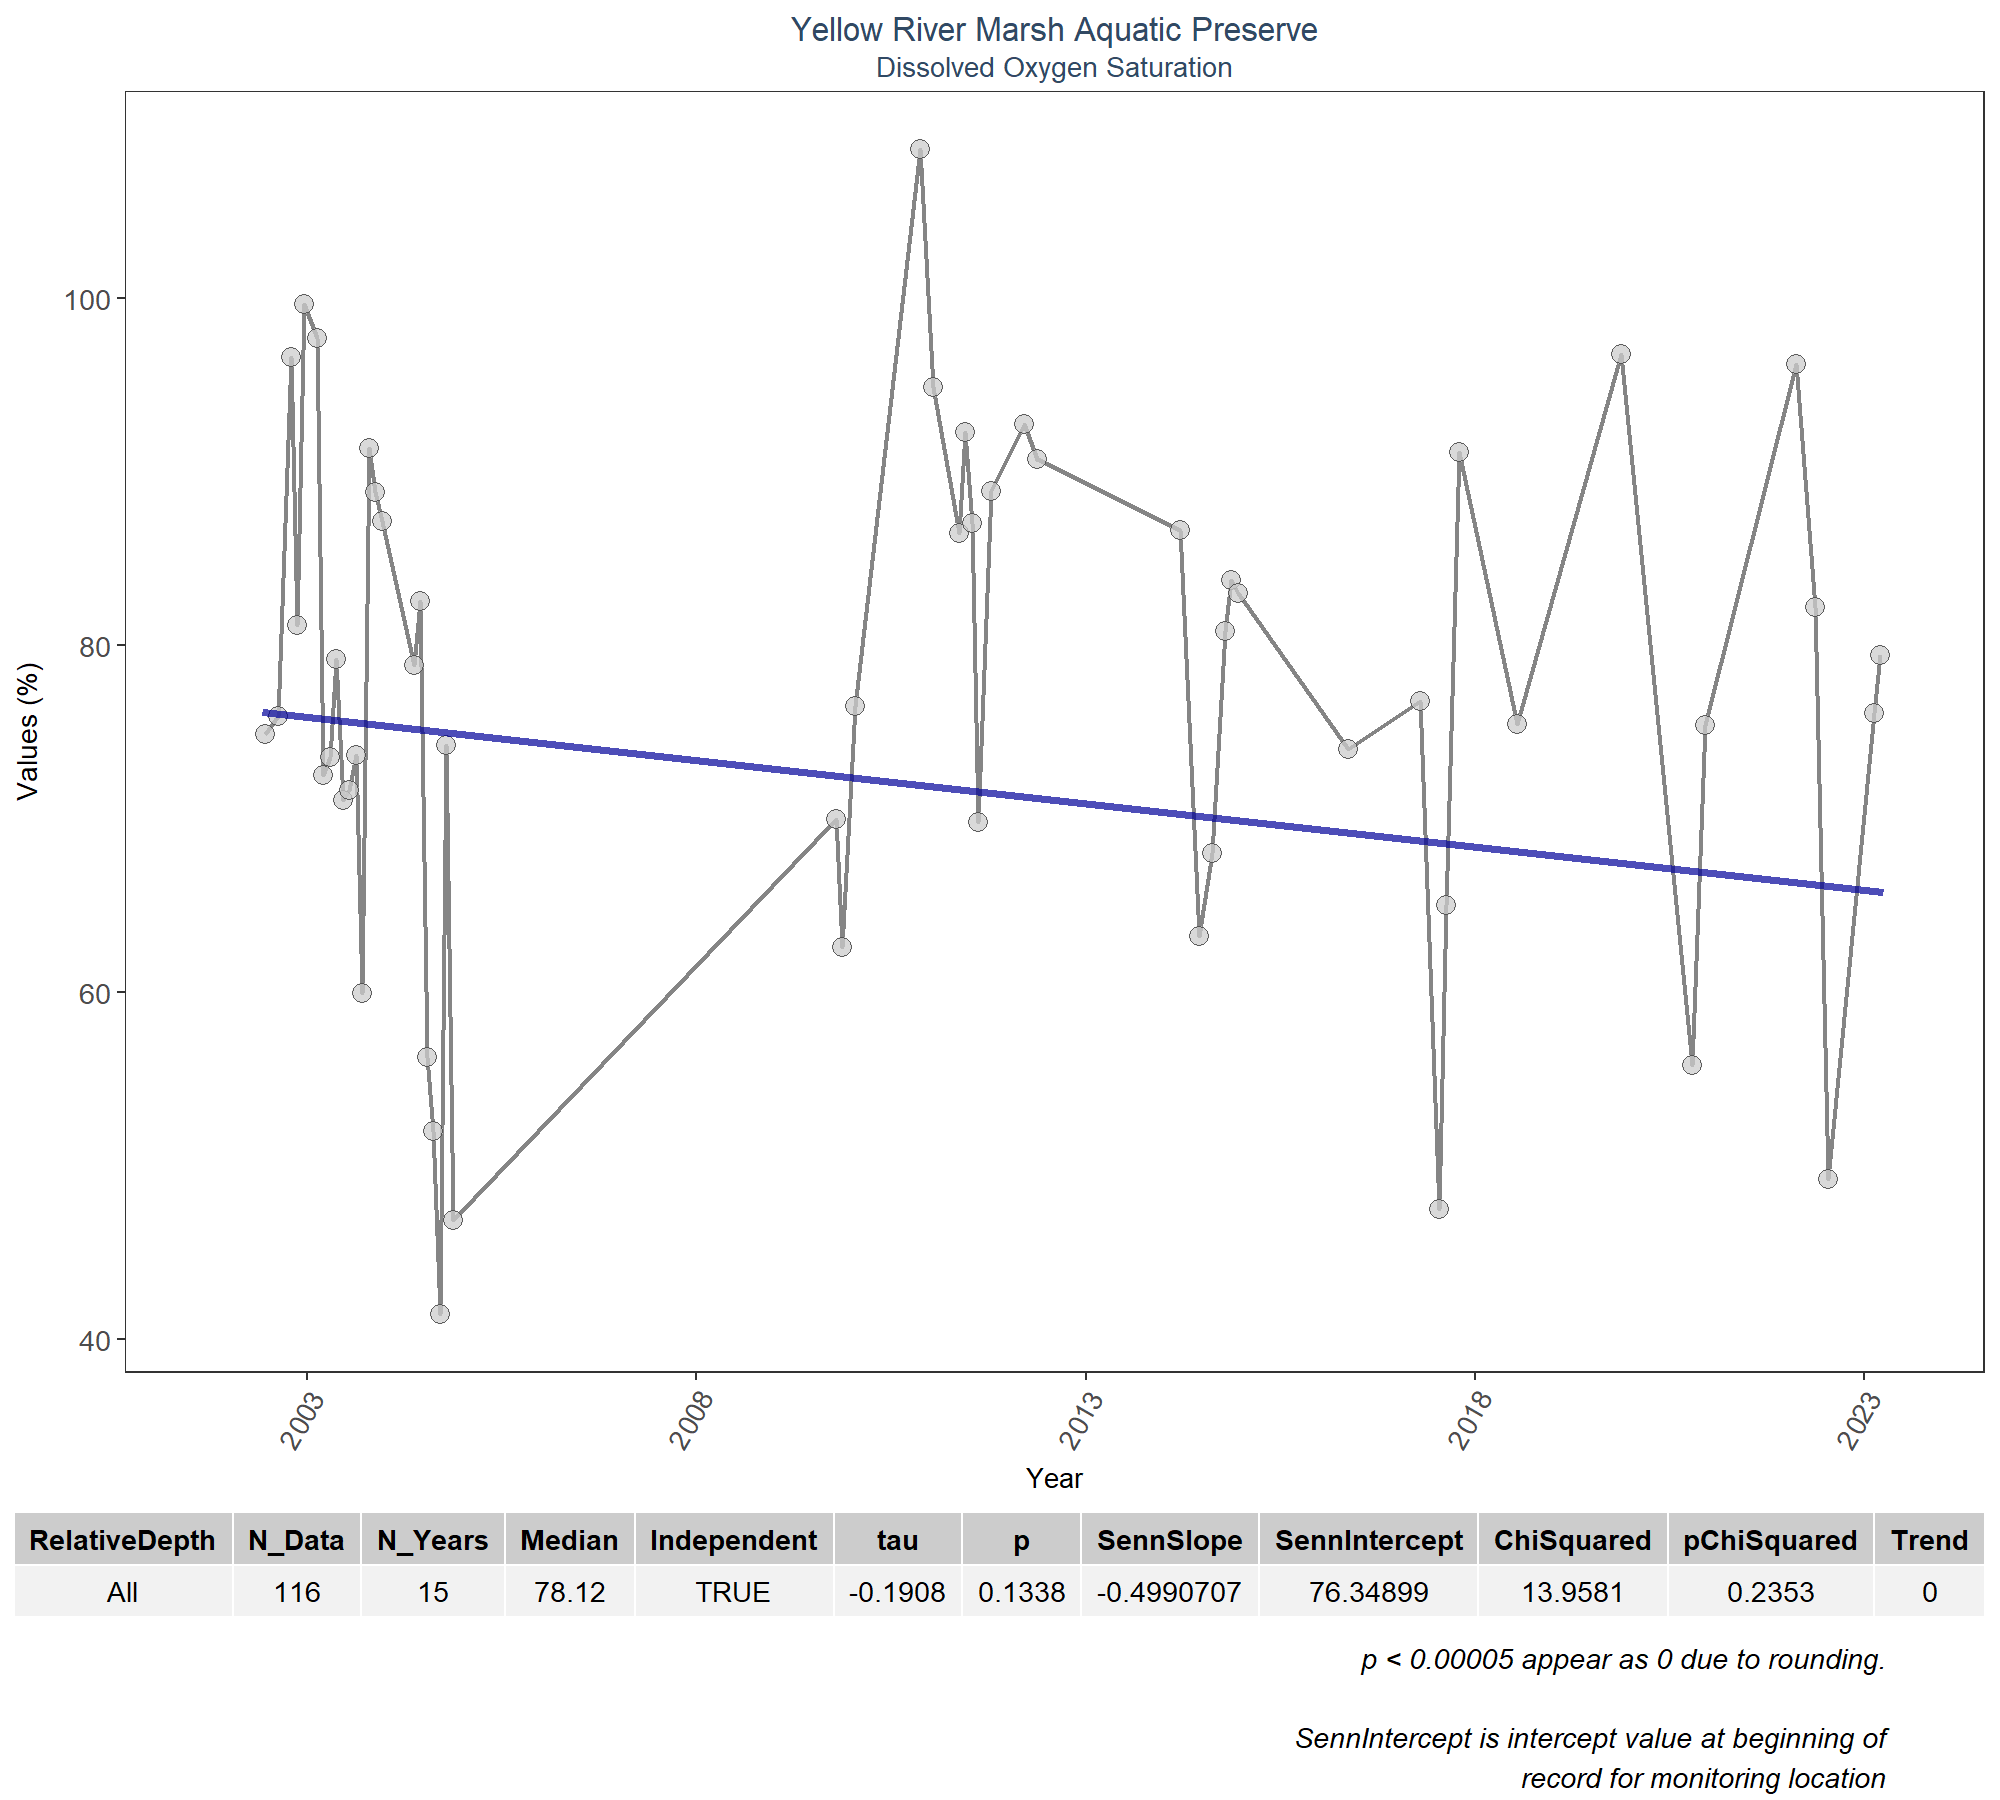 Yellow River Marsh Aquatic Preserve
Dissolved Oxygen Saturation
Values (%)
100
80
60
40
2003
2008
2013
2018
2023
Year
RelativeDepth N_Data N_Years Median Independent tau p SennSlope SennIntercept ChiSquared pChiSquared Trend
All 116 15 78.12 TRUE -0.1908 0.1338 -0.4990707 76.34899 13.9581 0.2353 0
p < 0.00005 appear as 0 due to rounding.
SennIntercept is intercept value at beginning of
record for monitoring location